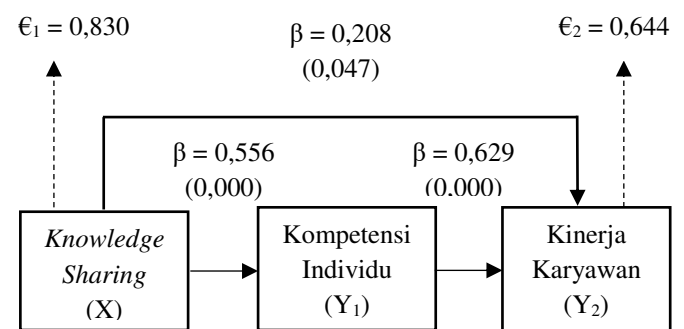 €1 = 0,830
β = 0,208
(0,047)
€2 = 0,644
β = 0,556
(0,000)
β = 0,629
(0,000)
Knowledge
Sharing
(X)
Kompetensi
Individu
(Y1)
Kinerja
Karyawan
(Y2)